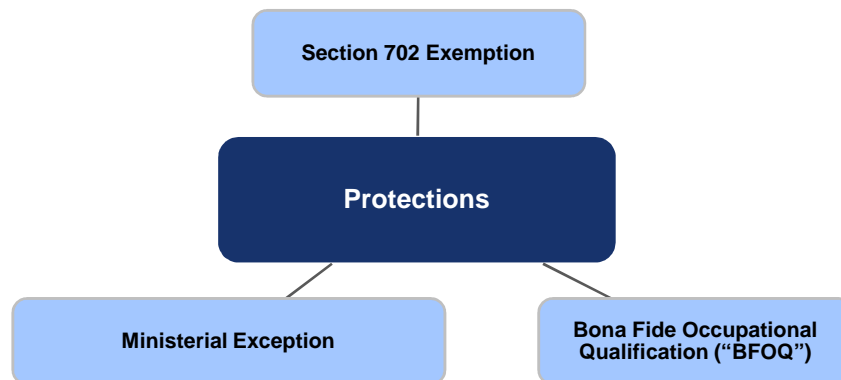 Section 702 Exemption
Protections
Ministerial Exception
Bona Fide Occupational
Qualification (“BFOQ”)